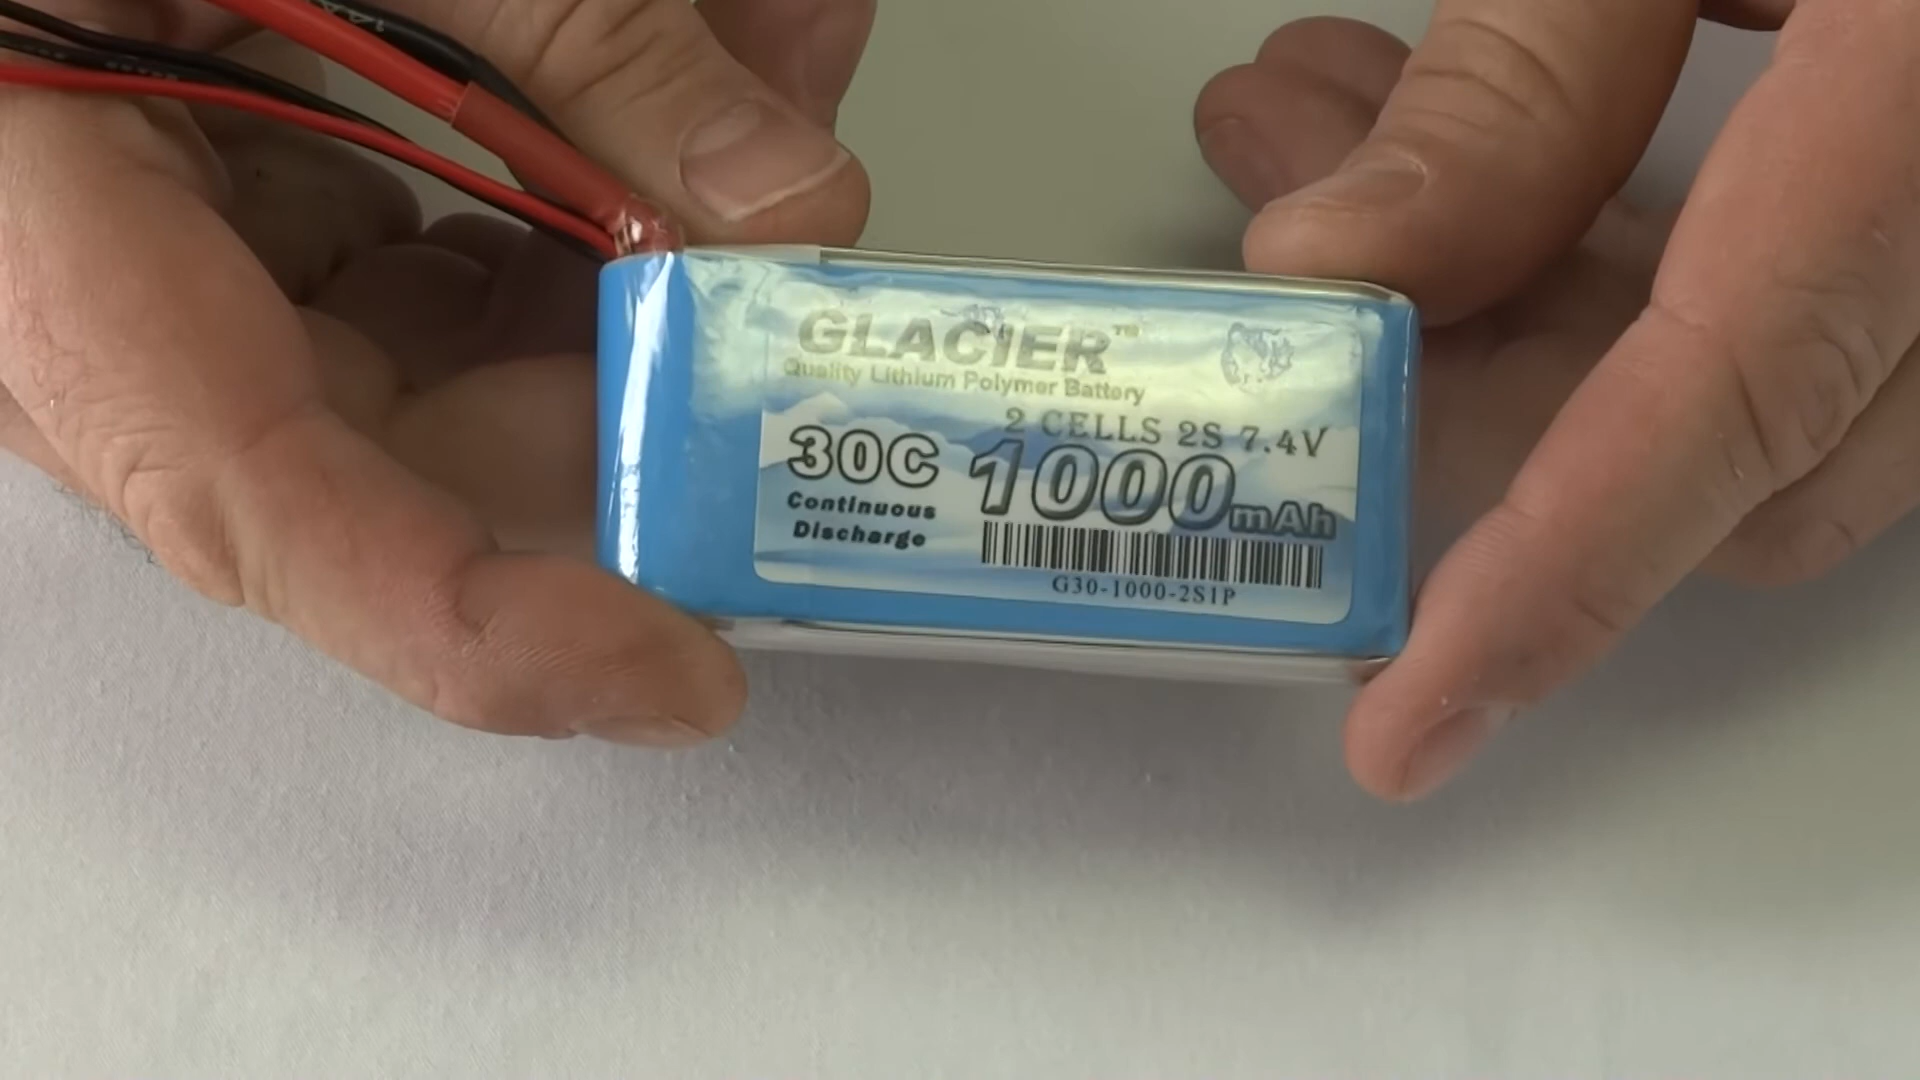 GLACIER™
Quality Lithium Polymer Battery
2 CELLS 2S 7.4V
30C 1000mAh
Continuous
Discharge
G30-1000-2S1P